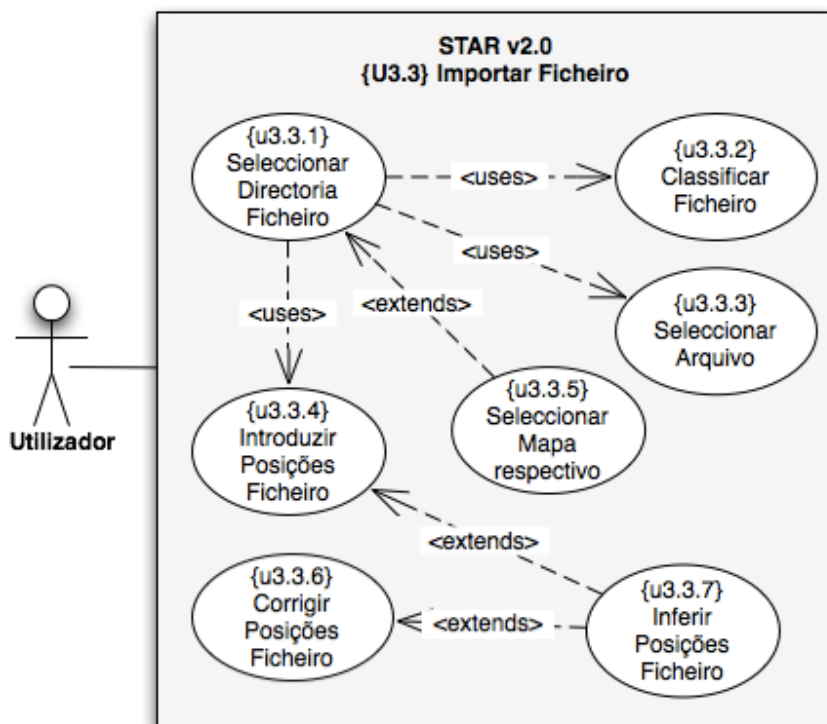 STAR v2.0
{U3.3} Importar Ficheiro
{u3.3.1}
Seleccionar
Directoria
Ficheiro
<uses>
{u3.3.2}
Classificar
Ficheiro
<uses>
<uses>
<extends>
{u3.3.3}
Seleccionar
Arquivo
{u3.3.4}
Introduzir
Posições
Ficheiro
{u3.3.5}
Seleccionar
Mapa
respectivo
Utilizador
<extends>
{u3.3.6}
Corrigir
Posições
Ficheiro
<extends>
{u3.3.7}
Inferir
Posições
Ficheiro